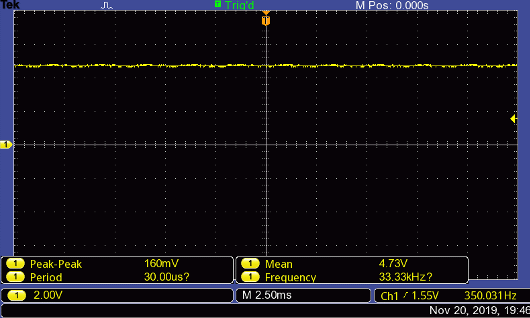 Tek T Trig'd M Pos: 0.000s
T
1
1 Peak-Peak 160mV 1 Mean 4.73V
1 Period 30.00us? 1 Frequency 33.33kHz?
1 2.00V M 2.50ms Ch1 / 1.55V 350.031Hz
Nov 20, 2019, 19:46